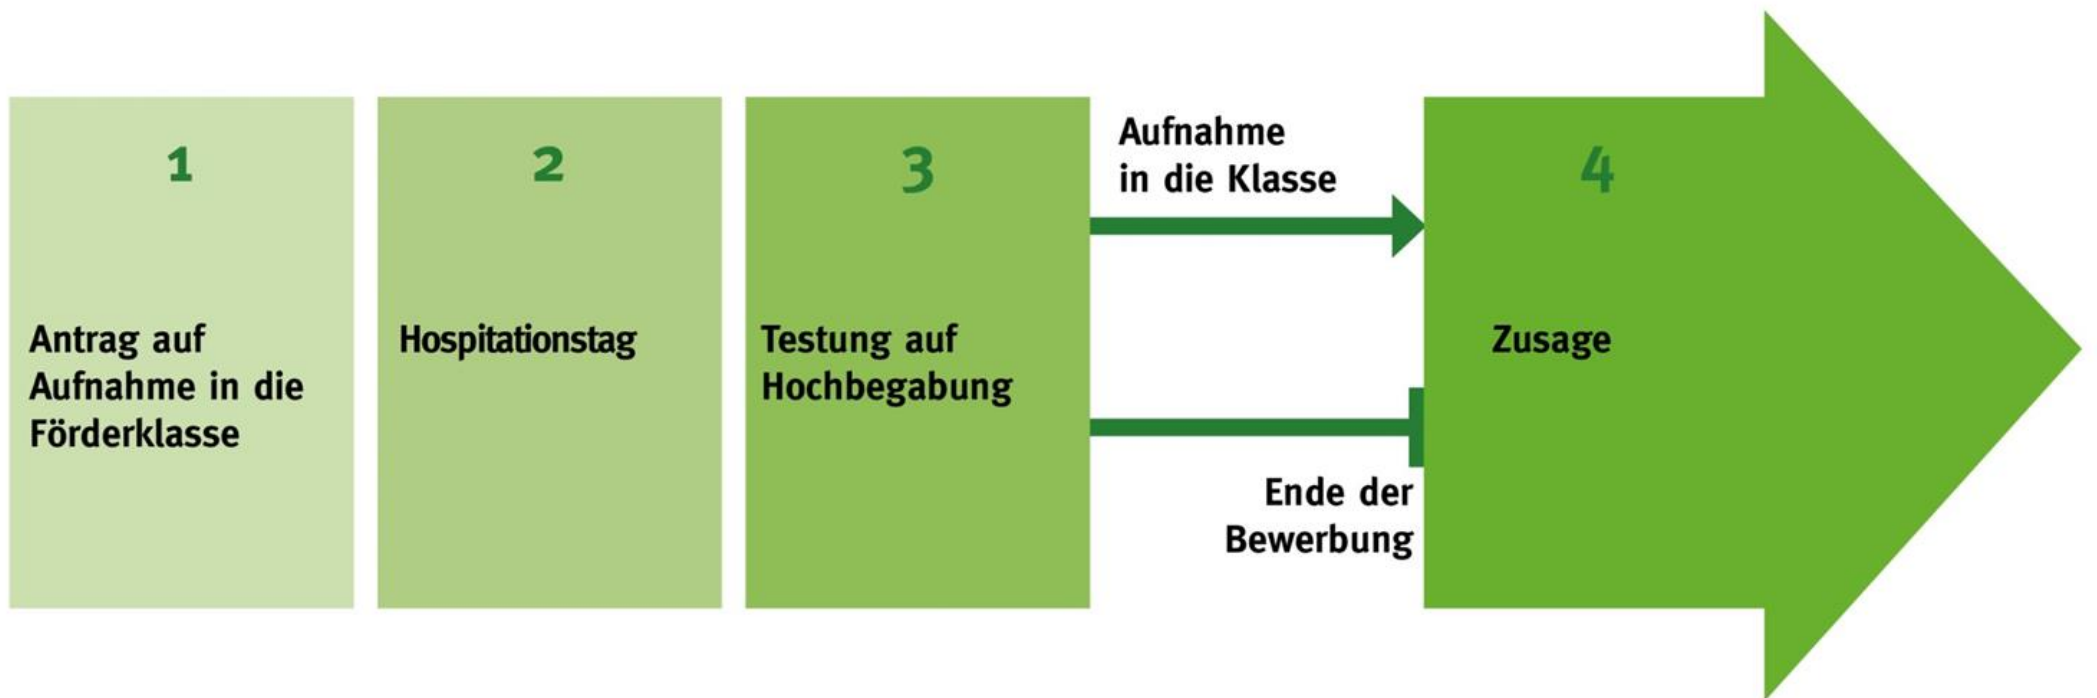 1
Antrag auf
Aufnahme in die
Förderklasse
2
Hospitationstag
3
Testung auf
Hochbegabung
Aufnahme
in die Klasse
Ende der
Bewerbung
4
Zusage